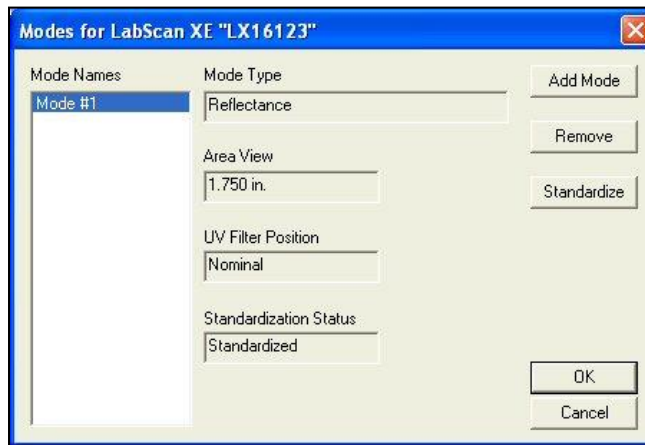 Modes for LabScan XE "LX16123"
Mode Names
Mode #1
Mode Type
Reflectance
Area View
1.750 in.
UV Filter Position
Nominal
Standardization Status
Standardized
Add Mode
Remove
Standardize
OK
Cancel